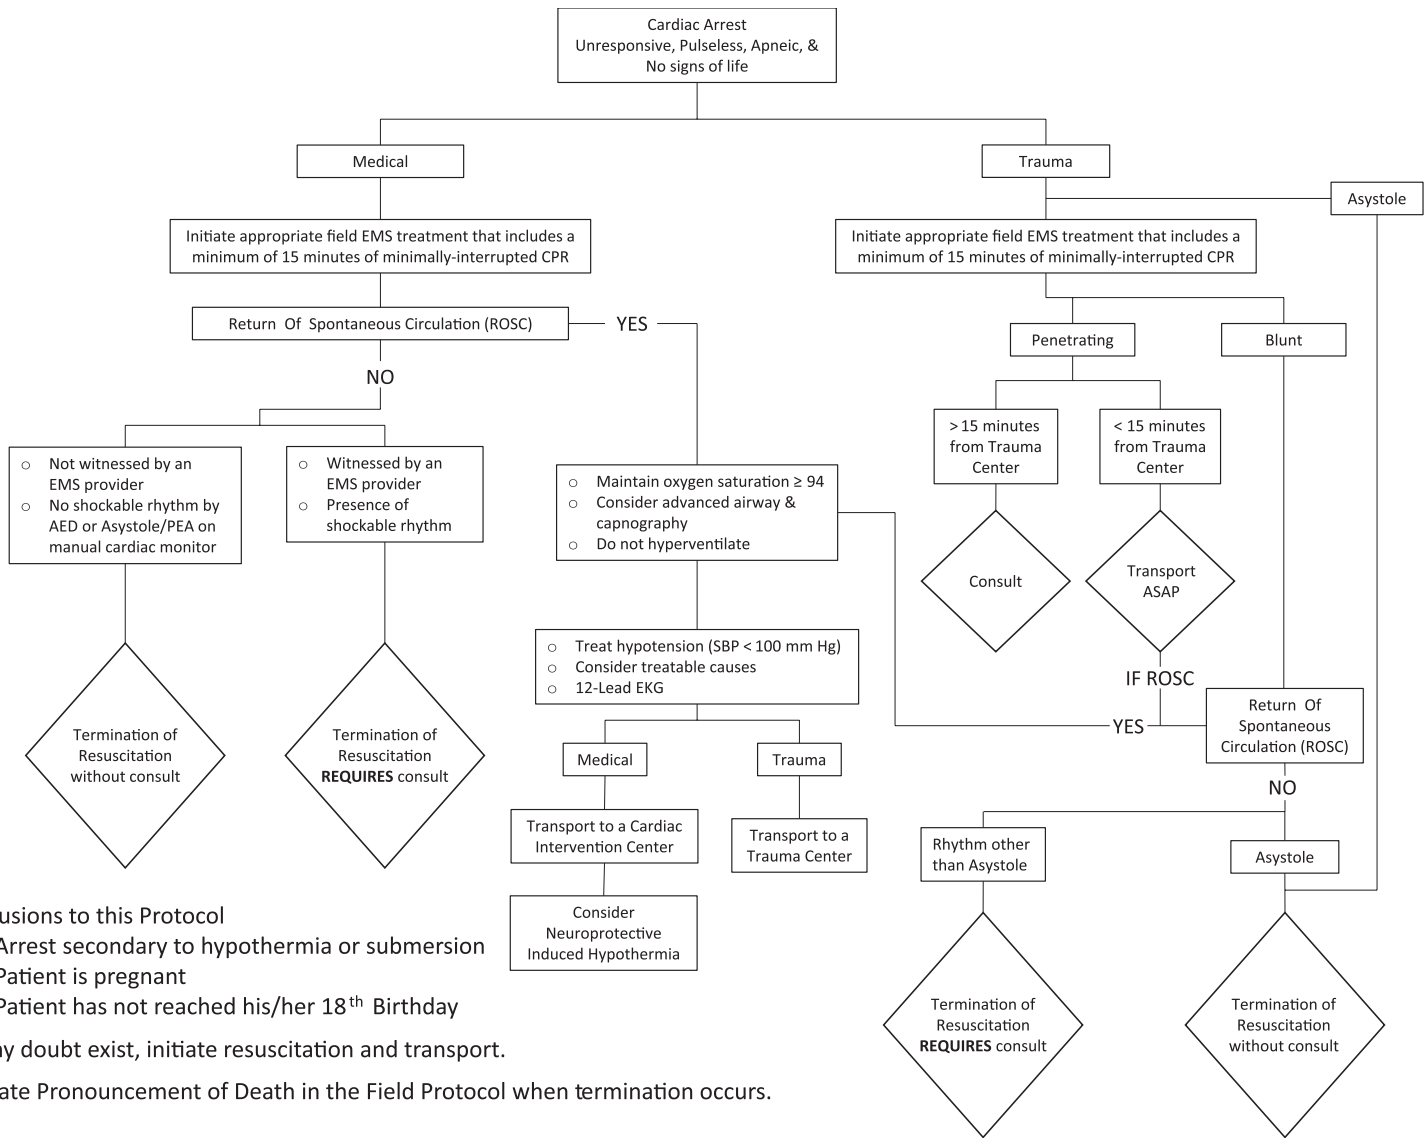 Cardiac Arrest
Unresponsive, Pulseless, Apneic, &
No signs of life
Medical
Trauma
Asystole
Initiate appropriate field EMS treatment that includes a
minimum of 15 minutes of minimally-interrupted CPR
Initiate appropriate field EMS treatment that includes a
minimum of 15 minutes of minimally-interrupted CPR
Return Of Spontaneous Circulation (ROSC)
YES
NO
Penetrating
Blunt
> 15 minutes
from Trauma
Center
< 15 minutes
from Trauma
Center
○ Not witnessed by an
EMS provider
○ No shockable rhythm by
AED or Asystole/PEA on
manual cardiac monitor
○ Witnessed by an
EMS provider
○ Presence of
shockable rhythm
○ Maintain oxygen saturation ≥ 94
○ Consider advanced airway &
capnography
○ Do not hyperventilate
Consult
Transport
ASAP
○ Treat hypotension (SBP < 100 mm Hg)
○ Consider treatable causes
○ 12-Lead EKG
IF ROSC
YES
Return Of
Spontaneous
Circulation (ROSC)
NO
Termination of
Resuscitation
without consult
Termination of
Resuscitation
REQUIRES consult
Medical
Trauma
Transport to a Cardiac
Intervention Center
Transport to a
Trauma Center
Consider
Neuroprotective
Induced Hypothermia
Rhythm other
than Asystole
Asystole
Termination of
Resuscitation
REQUIRES consult
Termination of
Resuscitation
without consult
usions to this Protocol
Arrest secondary to hypothermia or submersion
Patient is pregnant
Patient has not reached his/her 18th Birthday
ny doubt exist, initiate resuscitation and transport.
ate Pronouncement of Death in the Field Protocol when termination occurs.